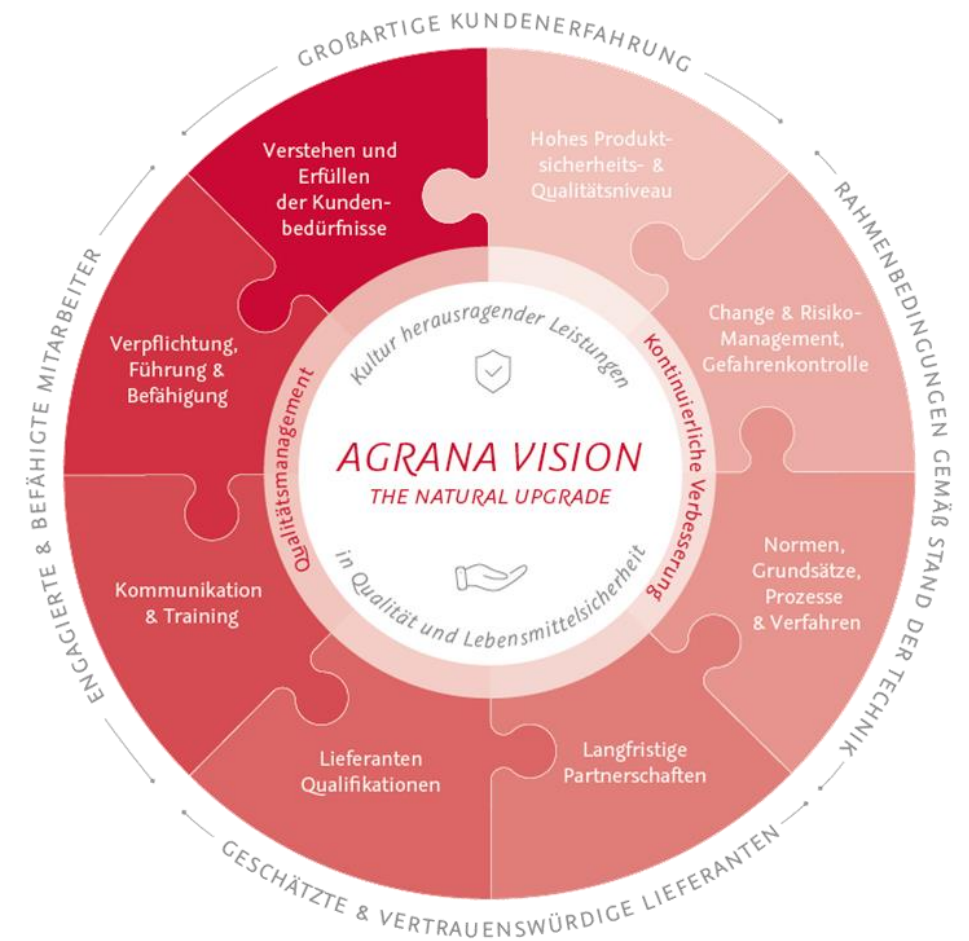 GROßARTIGE KUNDENERFAHRUNG
Verstehen und
Erfüllen
der Kunden-
bedürfnisse
Hohes Produkt-
sicherheits- &
Qualitätsniveau
RAHMENBEDINGUNGEN GEMÄß STAND DER TECHNIK
Change & Risiko-
Management,
Gefahrenkontrolle
Normen,
Grundsätze,
Prozesse
& Verfahren
GESCHÄTZTE & VERTRAUENSWÜRDIGE LIEFERANTEN
Langfristige
Partnerschaften
Lieferanten
Qualifikationen
ENGAGIERTE & BEFÄHIGTE MITARBEITER
Kommunikation
& Training
Verpflichtung,
Führung &
Befähigung
Qualitätsmanagement
Kontinuierliche Verbesserung
Kultur herausragender Leistungen
AGRANA VISION
THE NATURAL UPGRADE
in Qualität und Lebensmittelsicherheit